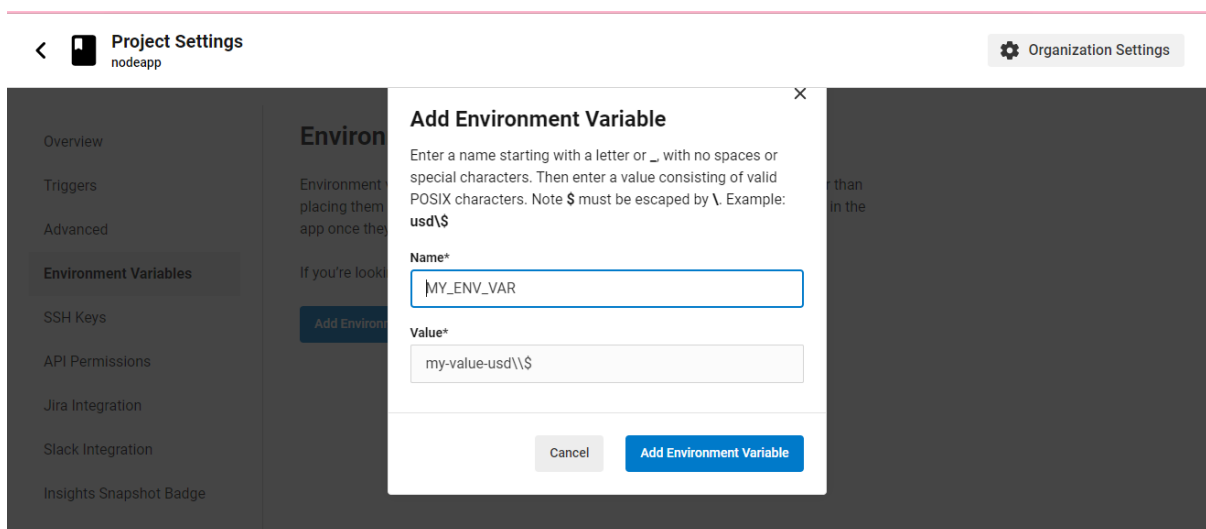 Project Settings
nodeapp
Organization Settings
Overview
Triggers
Advanced
Environment Variables
SSH Keys
API Permissions
Jira Integration
Slack Integration
Insights Snapshot Badge
Environ
Environment
r than
placing them
in the
app once they
If you're looki
Add Environ
Add Environment Variable
Enter a name starting with a letter or _, with no spaces or
special characters. Then enter a value consisting of valid
POSIX characters. Note $ must be escaped by \. Example:
usd\$
Name*
MY_ENV_VAR
Value*
my-value-usd\\$
Cancel
Add Environment Variable